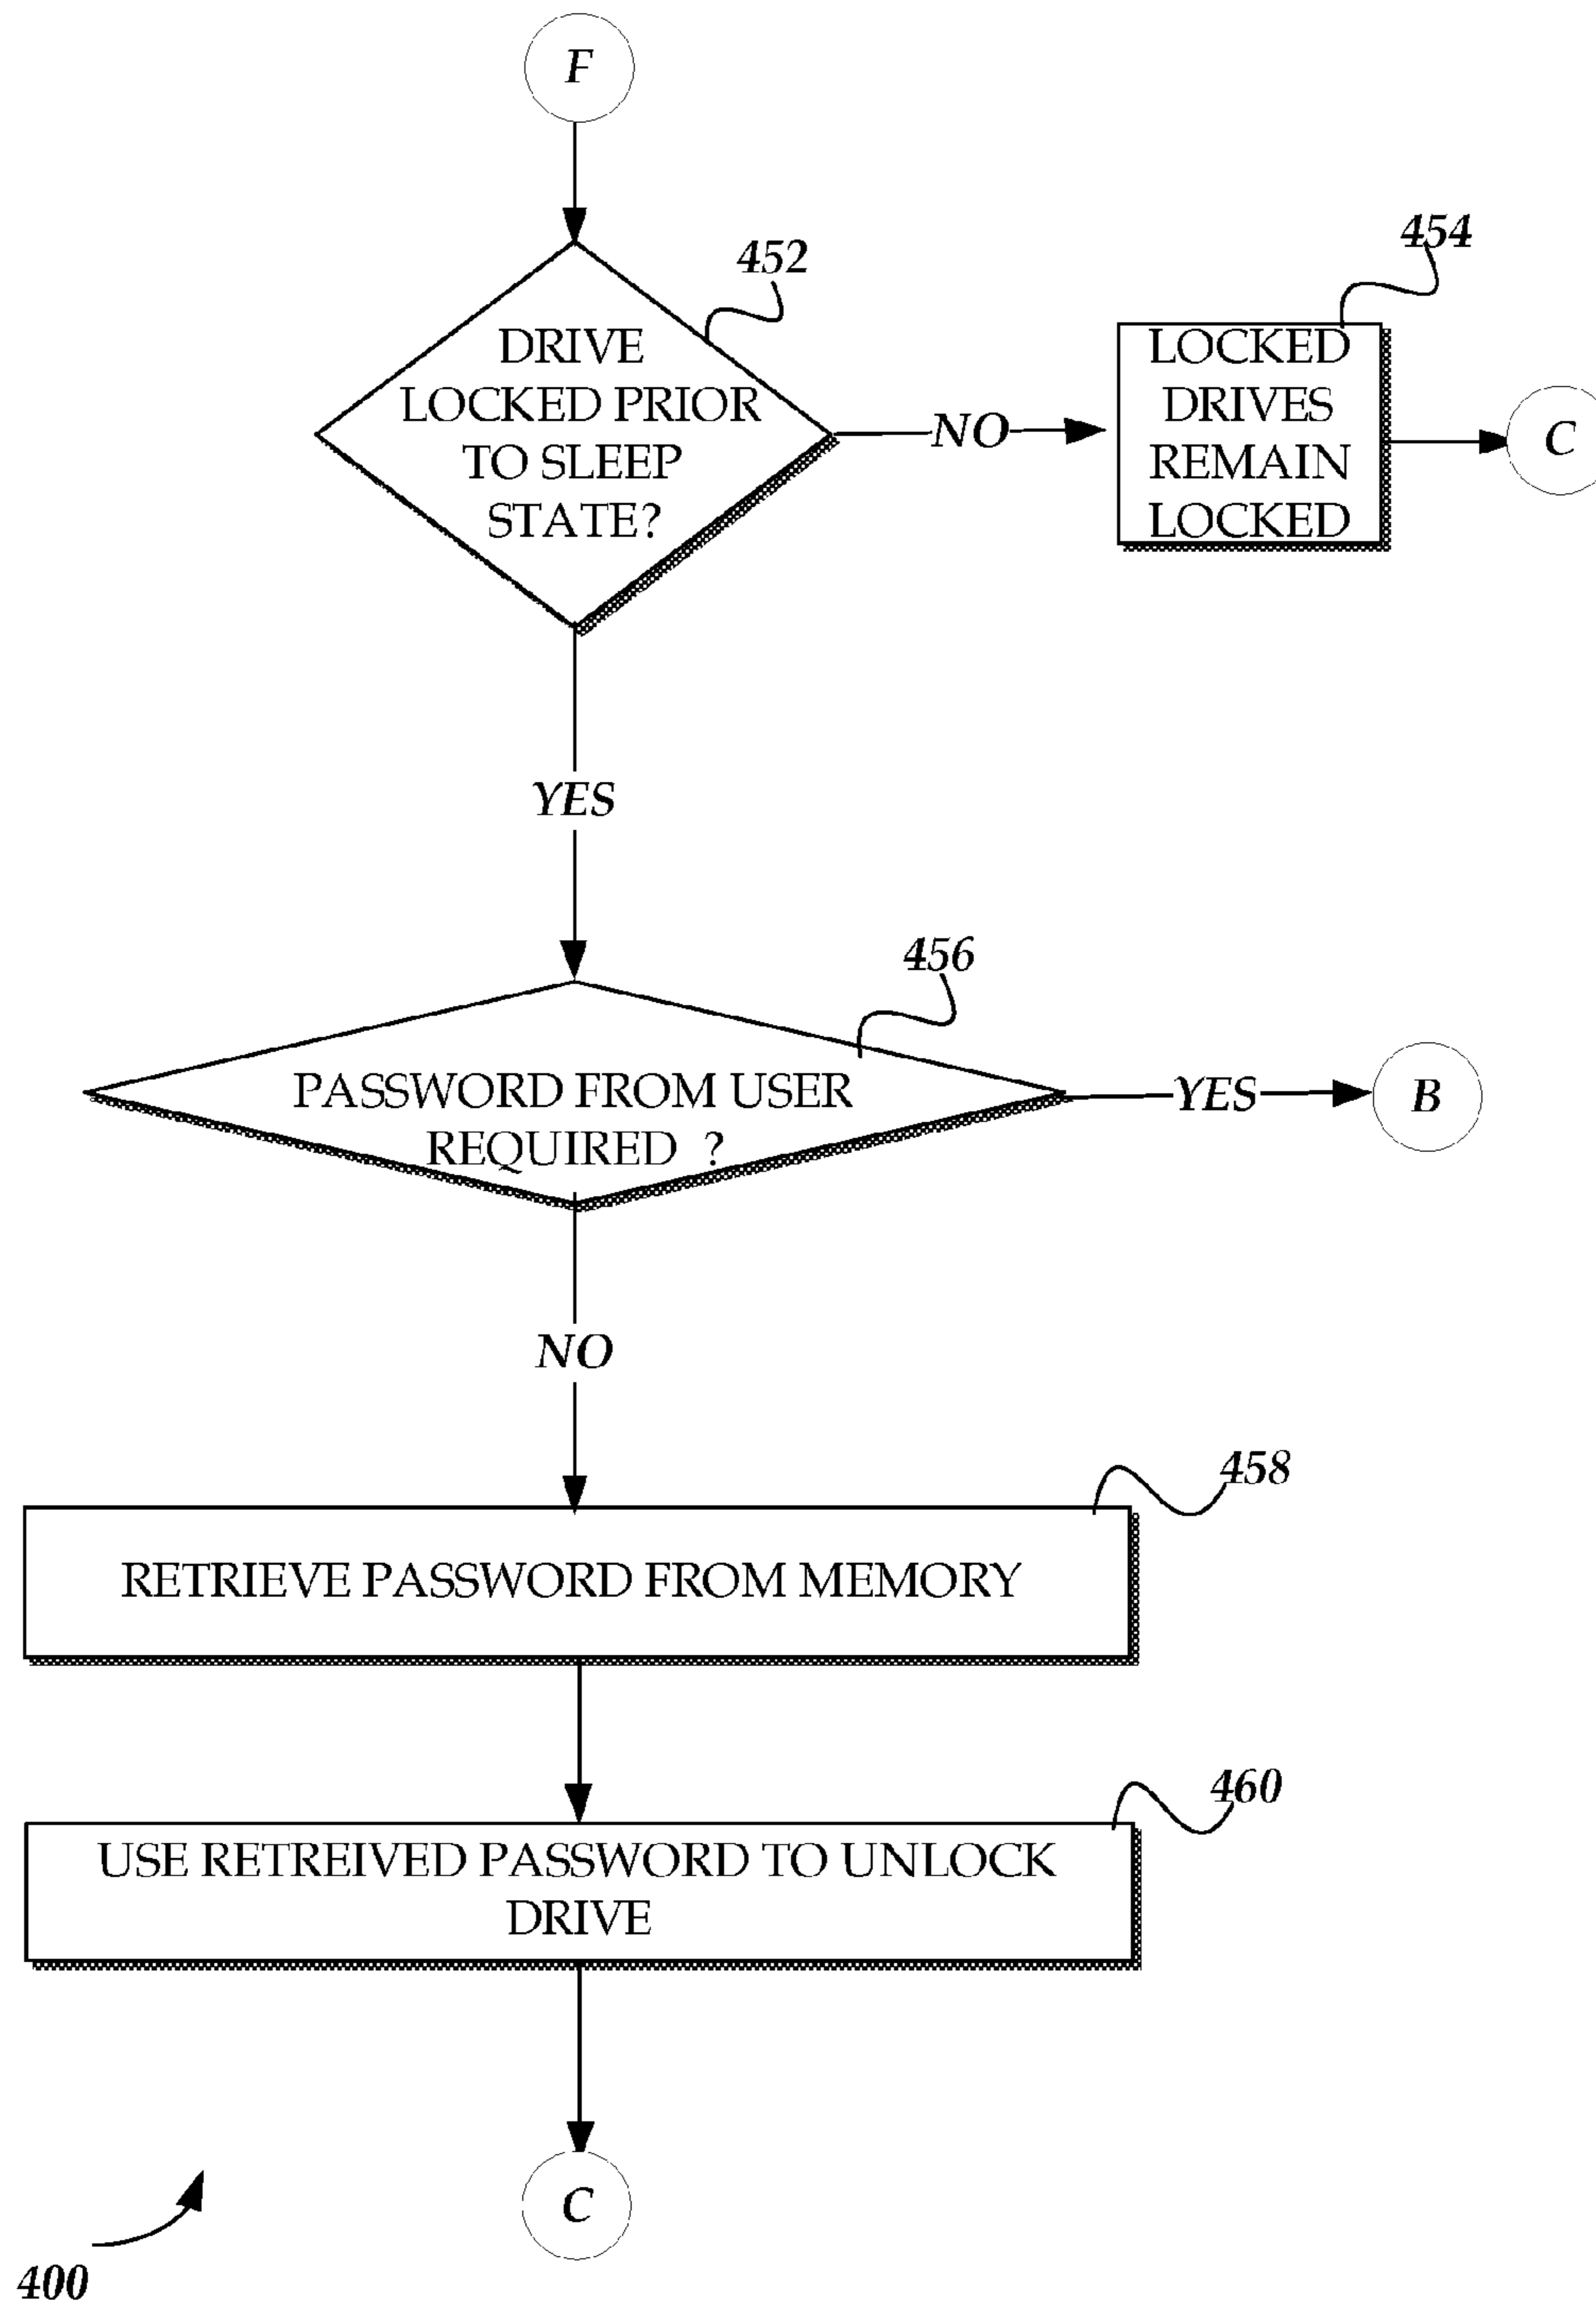 F
452
454
DRIVE
LOCKED PRIOR
TO SLEEP
STATE?
NO
LOCKED
DRIVES
REMAIN
LOCKED
C
YES
456
PASSWORD FROM USER
REQUIRED ?
YES
B
NO
458
RETRIEVE PASSWORD FROM MEMORY
460
USE RETREIVED PASSWORD TO UNLOCK
DRIVE
C
400